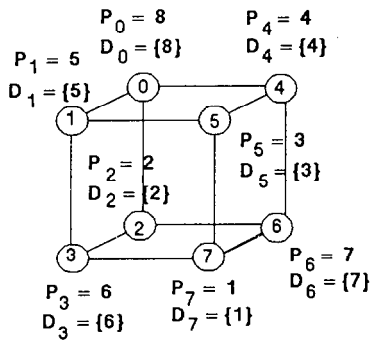 P0 = 8
D0 = {8}
P4 = 4
D4 = {4}
P1 = 5
D1 = {5}
0
4
1
5
P5 = 3
D5 = {3}
P2 = 2
D2 = {2}
2
6
3
7
P6 = 7
D6 = {7}
P3 = 6
D3 = {6}
P7 = 1
D7 = {1}